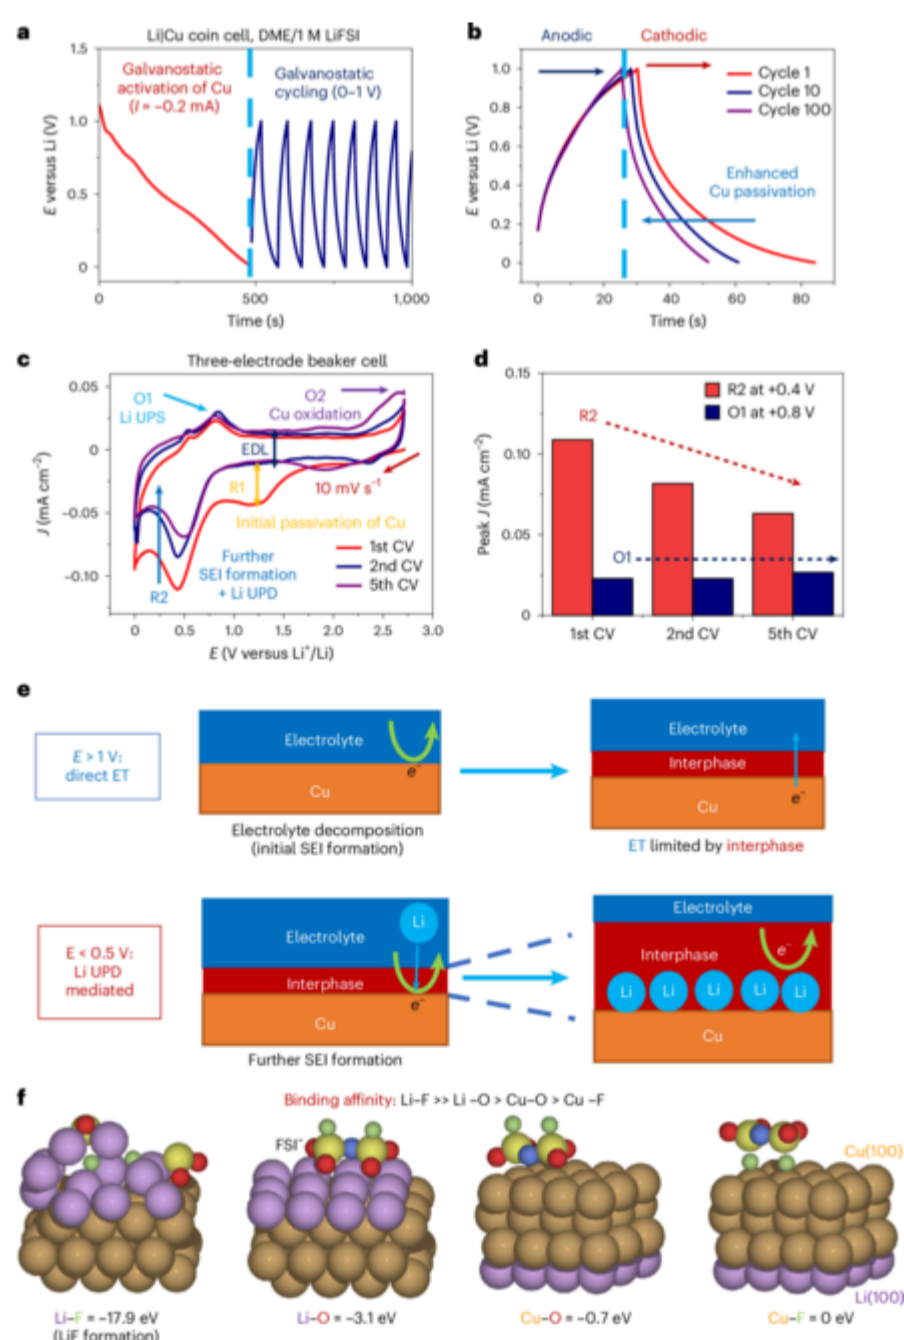 a
Li|Cu coin cell, DME/1 M LiFSI
1.5
1.0
0.5
0
E versus Li (V)
Galvanostatic
activation of Cu
(I = −0.2 mA)
Galvanostatic
cycling (0–1 V)
0
500
1,000
Time (s)
b
Anodic
Cathodic
1.0
0.8
0.6
0.4
0.2
0
E versus Li (V)
Cycle 1
Cycle 10
Cycle 100
Enhanced
Cu passivation
0
20
40
60
80
Time (s)
c
Three-electrode beaker cell
0.05
0
−0.05
−0.10
J (mA cm−2)
O1
Li UPS
O2
Cu oxidation
EDL
R1
10 mV s−1
Initial passivation of Cu
Further
SEI formation
+ Li UPD
R2
1st CV
2nd CV
5th CV
0
0.5
1.0
1.5
2.0
2.5
3.0
E (V versus Li+/Li)
d
0.15
0.10
0.05
0
Peak J (mA cm−2)
R2 at +0.4 V
O1 at +0.8 V
R2
O1
1st CV
2nd CV
5th CV
e
E > 1 V:
direct ET
Electrolyte
e−
Cu
Electrolyte decomposition
(initial SEI formation)
Electrolyte
Interphase
e−
Cu
ET limited by interphase
E < 0.5 V:
Li UPD
mediated
Li
Electrolyte
Interphase
e−
Cu
Further SEI formation
Electrolyte
Interphase
e−
Li Li Li Li Li
Cu
f
Binding affinity: Li–F >> Li –O > Cu–O > Cu –F
FSI−
Cu(100)
Li(100)
Li–F = −17.9 eV
(LiF formation)
Li–O = −3.1 eV
Cu–O = −0.7 eV
Cu–F = 0 eV